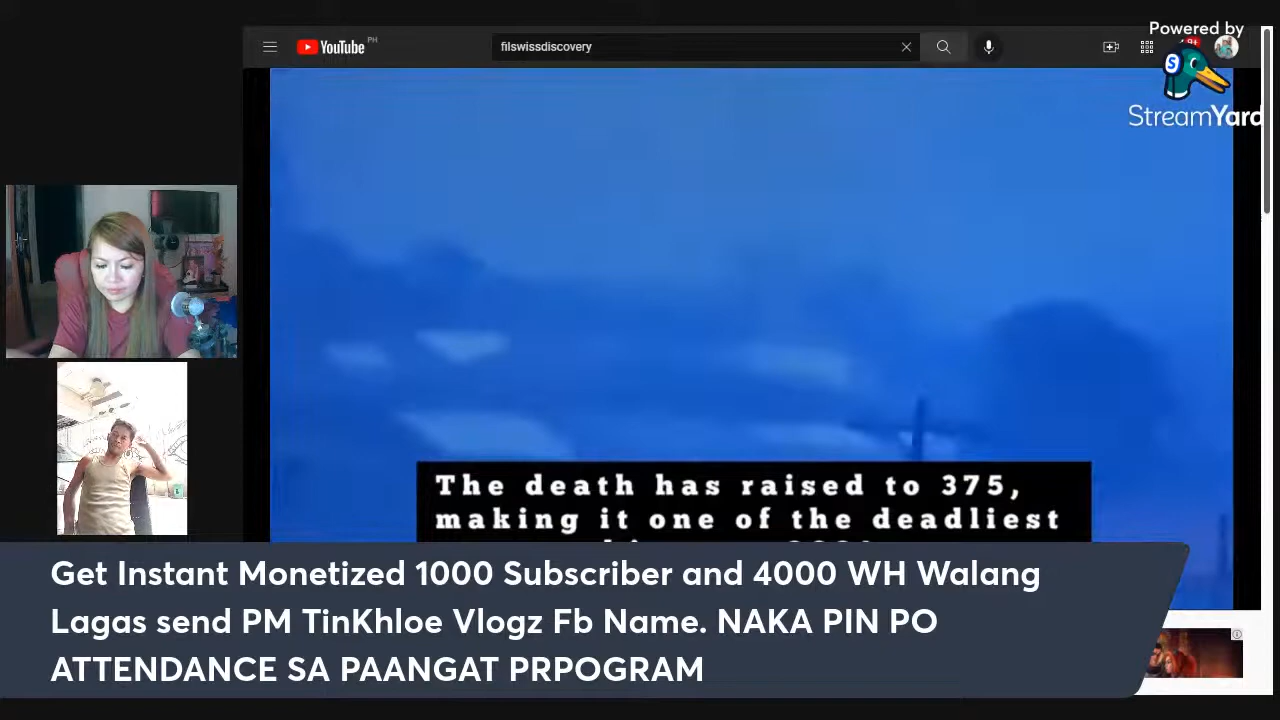 Powered by
StreamYard
YouTube PH
filswissdiscovery
9+
The death has raised to 375,
making it one of the deadliest
Get Instant Monetized 1000 Subscriber and 4000 WH Walang
Lagas send PM TinKhloe Vlogz Fb Name. NAKA PIN PO
ATTENDANCE SA PAANGAT PRPOGRAM